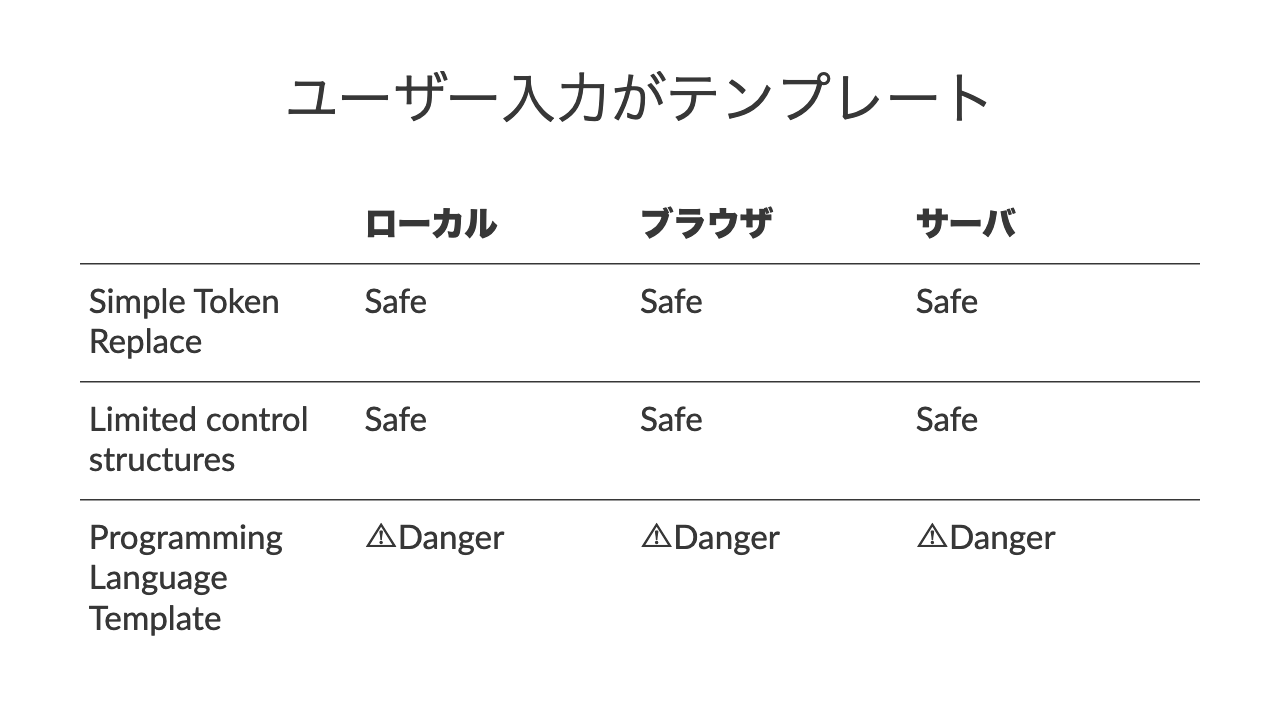 ユーザー入力がテンプレート
ローカル ブラウザ サーバ
Simple Token Safe Safe Safe
Replace
Limited control Safe Safe Safe
structures
Programming ⚠Danger ⚠Danger ⚠Danger
Language
Template